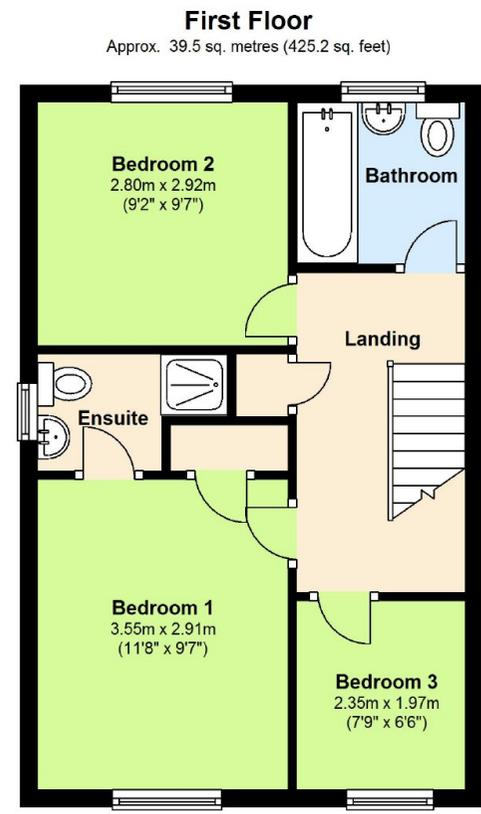 First Floor
Approx. 39.5 sq. metres (425.2 sq. feet)
Bedroom 2
2.80m x 2.92m
(9'2" x 9'7")
Bathroom
Landing
Ensuite
Bedroom 1
3.55m x 2.91m
(11'8" x 9'7")
Bedroom 3
2.35m x 1.97m
(7'9" x 6'6")